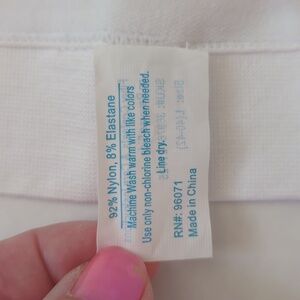 92% Nylon, 8% Elastane
Machine Wash warm with like colors
Use only non-chlorine bleach when needed.
Line dry.
RN#: 96071
Made in China